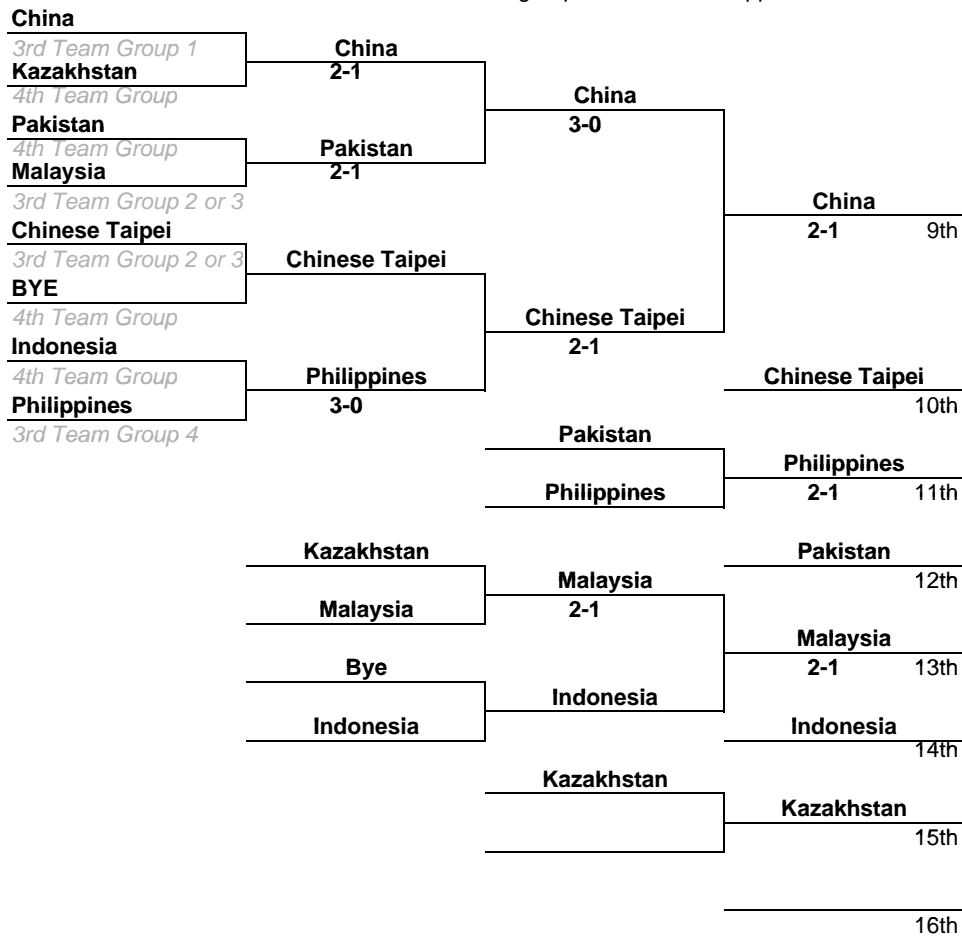 China
3rd Team Group 1 China
Kazakhstan 2-1
4th Team Group China
Pakistan 3-0
4th Team Group Pakistan
Malaysia 2-1
3rd Team Group 2 or 3 China
Chinese Taipei 2-1 9th
3rd Team Group 2 or 3 Chinese Taipei
BYE
4th Team Group Chinese Taipei
Indonesia 2-1
4th Team Group Philippines Chinese Taipei
Philippines 3-0 10th
3rd Team Group 4 Pakistan
Philippines
Philippines 2-1 11th
Kazakhstan Pakistan
Malaysia 12th
Malaysia 2-1
Malaysia
Bye 2-1 13th
Indonesia
Indonesia Indonesia
14th
Kazakhstan
Kazakhstan
15th
16th